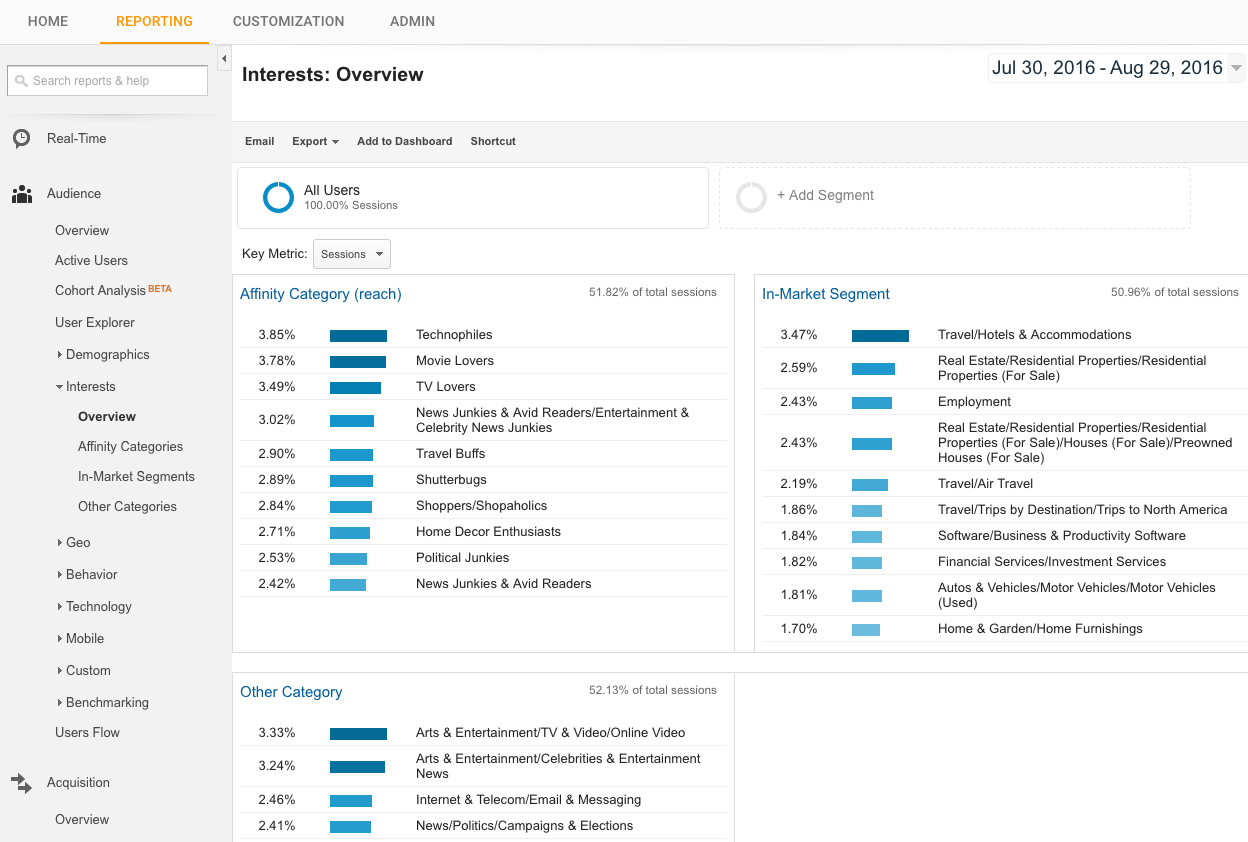 HOME REPORTING CUSTOMIZATION ADMIN
Search reports & help
Real-Time
Audience
Overview
Active Users
Cohort Analysis BETA
User Explorer
Demographics
Interests
Overview
Affinity Categories
In-Market Segments
Other Categories
Geo
Behavior
Technology
Mobile
Custom
Benchmarking
Users Flow
Acquisition
Overview
Interests: Overview
Jul 30, 2016 - Aug 29, 2016
Email Export Add to Dashboard Shortcut
All Users
100.00% Sessions
+ Add Segment
Key Metric: Sessions
Affinity Category (reach) 51.82% of total sessions
3.85% Technophiles
3.78% Movie Lovers
3.49% TV Lovers
3.02% News Junkies & Avid Readers/Entertainment &
Celebrity News Junkies
2.90% Travel Buffs
2.89% Shutterbugs
2.84% Shoppers/Shopaholics
2.71% Home Decor Enthusiasts
2.53% Political Junkies
2.42% News Junkies & Avid Readers
In-Market Segment 50.96% of total sessions
3.47% Travel/Hotels & Accommodations
2.59% Real Estate/Residential Properties/Residential
Properties (For Sale)
2.43% Employment
2.43% Real Estate/Residential Properties/Residential
Properties (For Sale)/Houses (For Sale)/Preowned
Houses (For Sale)
2.19% Travel/Air Travel
1.86% Travel/Trips by Destination/Trips to North America
1.84% Software/Business & Productivity Software
1.82% Financial Services/Investment Services
1.81% Autos & Vehicles/Motor Vehicles/Motor Vehicles
(Used)
1.70% Home & Garden/Home Furnishings
Other Category 52.13% of total sessions
3.33% Arts & Entertainment/TV & Video/Online Video
3.24% Arts & Entertainment/Celebrities & Entertainment
News
2.46% Internet & Telecom/Email & Messaging
2.41% News/Politics/Campaigns & Elections